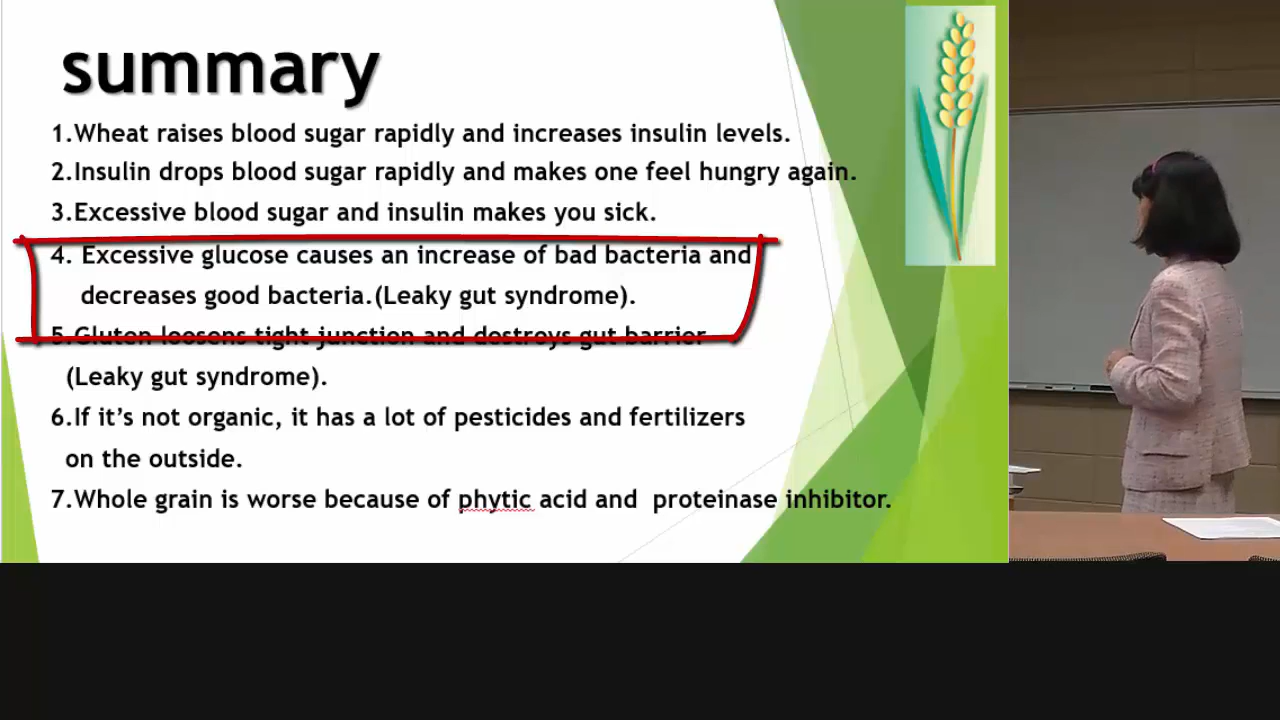 summary
1.Wheat raises blood sugar rapidly and increases insulin levels.
2.Insulin drops blood sugar rapidly and makes one feel hungry again.
3.Excessive blood sugar and insulin makes you sick.
4. Excessive glucose causes an increase of bad bacteria and
decreases good bacteria.(Leaky gut syndrome).
5.Gluten loosens tight junction and destroys gut barrier
(Leaky gut syndrome).
6.If it’s not organic, it has a lot of pesticides and fertilizers
on the outside.
7.Whole grain is worse because of phytic acid and  proteinase inhibitor.